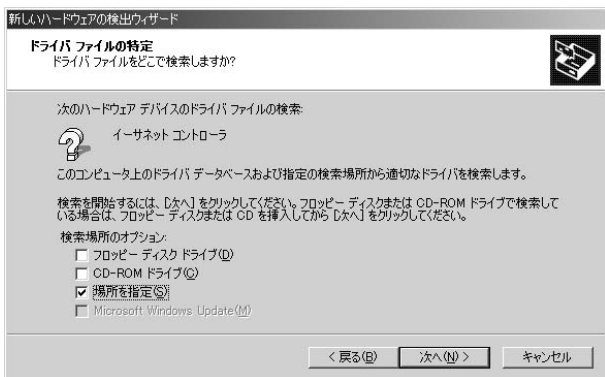 新しいハードウェアの検出ウィザード
ドライバ ファイルの特定
ドライバ ファイルをどこで検索しますか?
次のハードウェア デバイスのドライバ ファイルの検索:
イーサネット コントローラ
このコンピュータ上のドライバ データベースおよび指定の検索場所から適切なドライバを検索します。
検索を開始するには、[次へ] をクリックしてください。フロッピー ディスクまたは CD-ROM ドライブで検索して
いる場合は、フロッピー ディスクまたは CD を挿入してから [次へ] をクリックしてください。
検索場所のオプション:
フロッピー ディスク ドライブ(D)
CD-ROM ドライブ(C)
場所を指定(S)
Microsoft Windows Update(M)
< 戻る(B) 次へ(N) > キャンセル